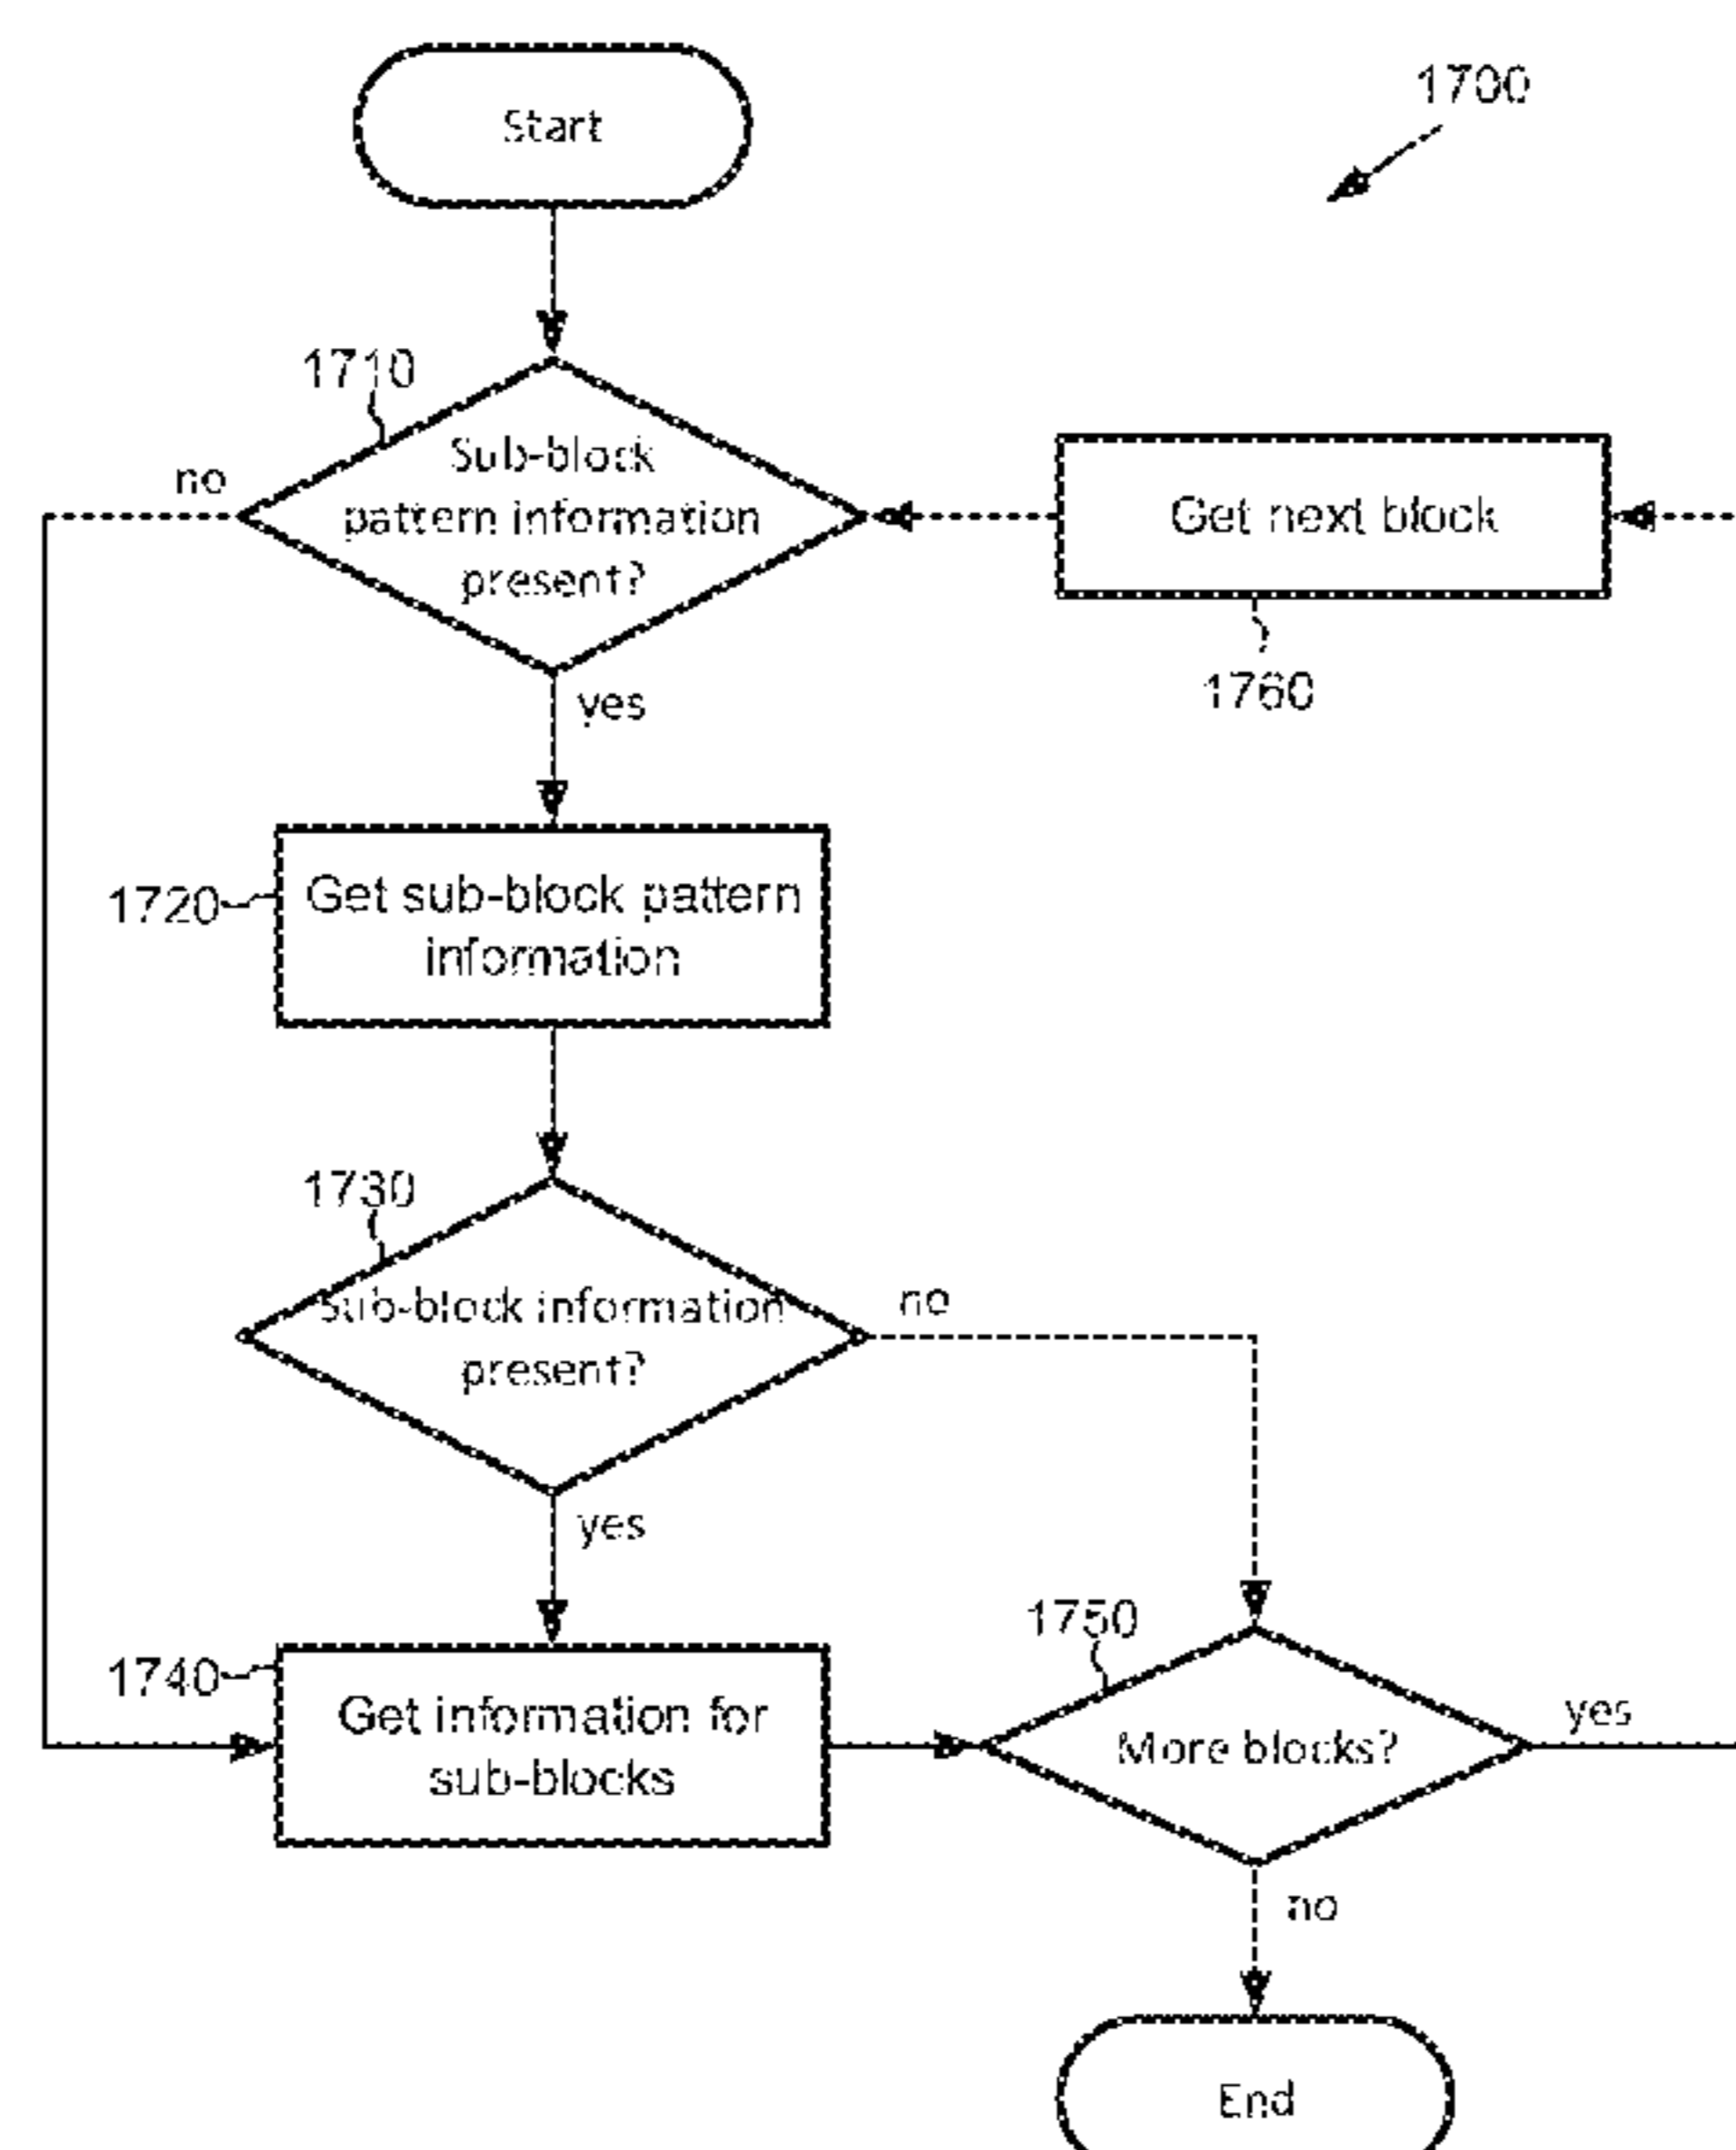 Start
1700
1710
no
Sub-block
pattern information
present?
Get next block
1760
yes
1720
Get sub-block pattern
information
1730
Sub-block information
present?
no
yes
1740
Get information for
sub-blocks
1750
More blocks?
yes
no
End